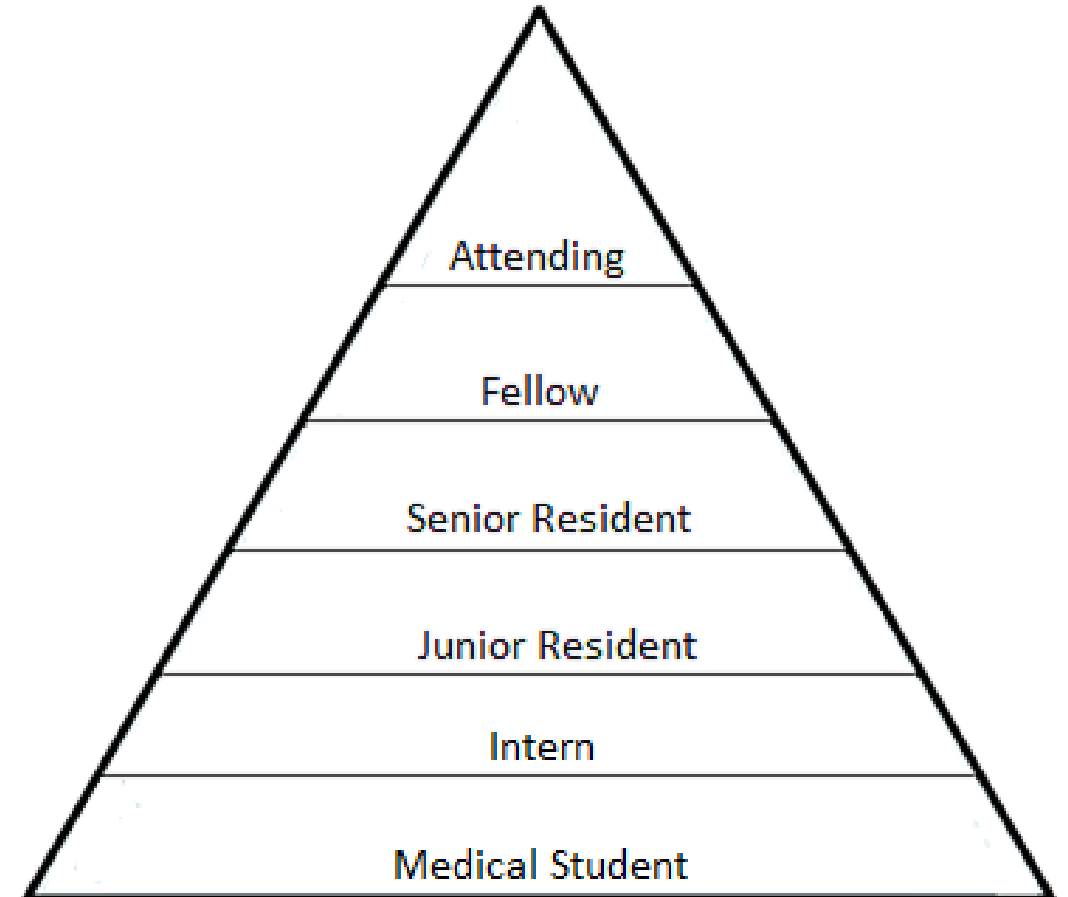 Attending
Fellow
Senior Resident
Junior Resident
Intern
Medical Student